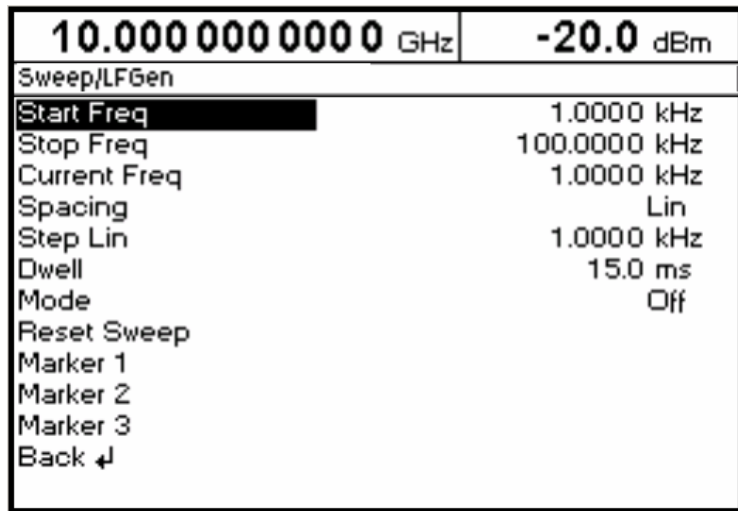 10.000 000 000 0 GHz -20.0 dBm
Sweep/LFGen
Start Freq 1.0000 kHz
Stop Freq 100.0000 kHz
Current Freq 1.0000 kHz
Spacing Lin
Step Lin 1.0000 kHz
Dwell 15.0 ms
Mode Off
Reset Sweep
Marker 1
Marker 2
Marker 3
Back ↲